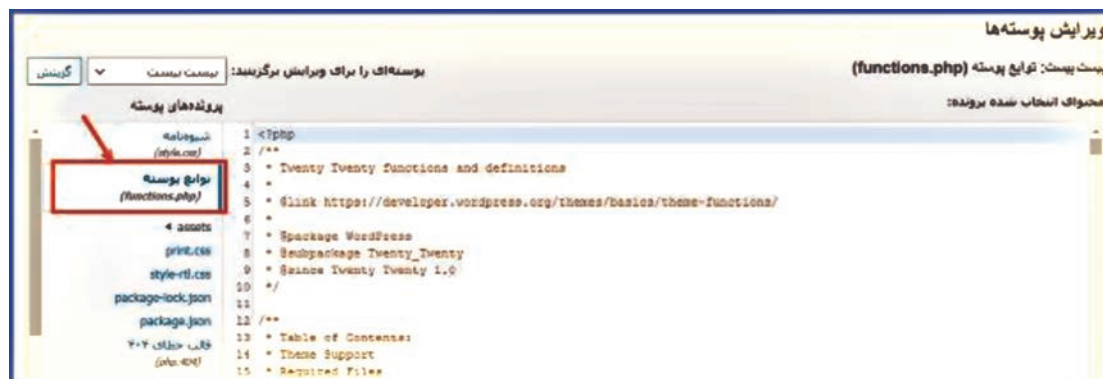 ویرایش پوسته‌ها
بیست بیست: توابع پوسته (functions.php)
پوسته‌ای را برای ویرایش برگزینید: بیست بیست گزینش
محتوای انتخاب شده پرونده:
پرونده‌های پوسته
شیوه‌نامه
(style.css)
توابع پوسته
(functions.php)
assets
print.css
style-rtl.css
package-lock.json
package.json
قالب خطای ۴۰۴
(404.php)
1 <?php
2 /**
3 * Twenty Twenty functions and definitions
4 *
5 * @link https://developer.wordpress.org/themes/basics/theme-functions/
6 *
7 * @package WordPress
8 * @subpackage Twenty_Twenty
9 * @since Twenty Twenty 1.0
10 */
11
12 /**
13 * Table of Contents:
14 * Theme Support
15 * Required Files